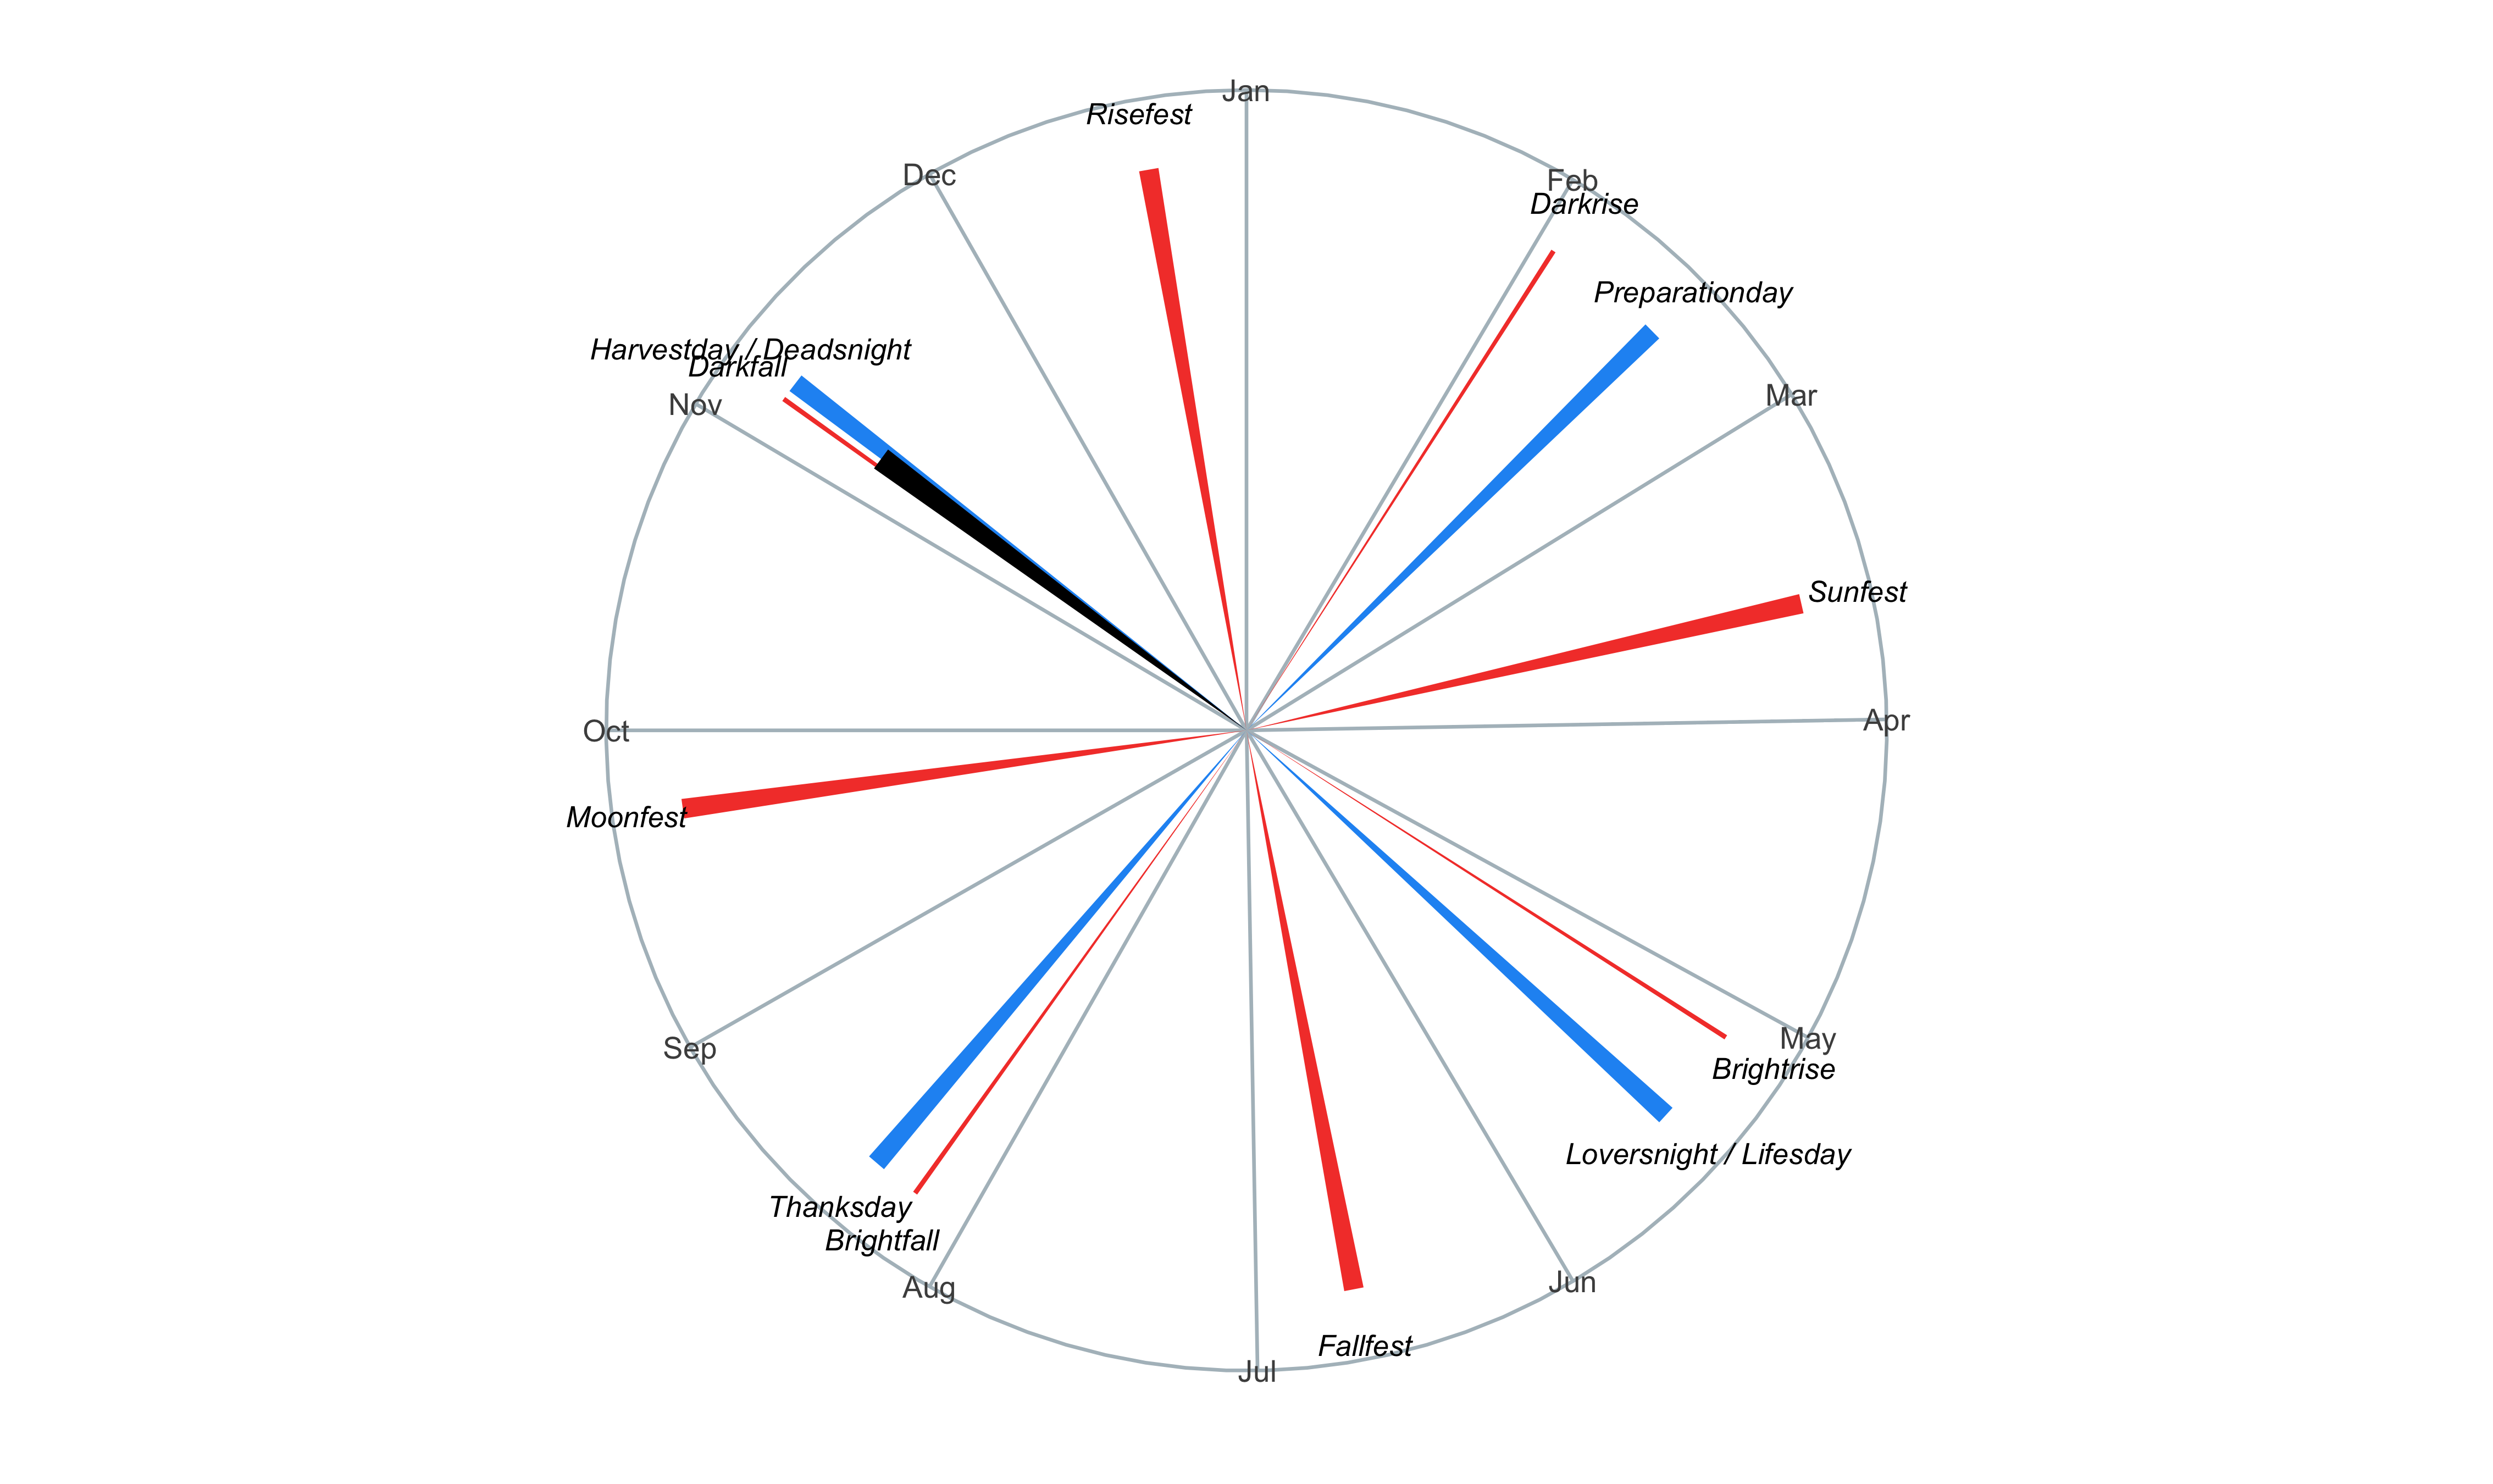 Jan
Risefest
Dec
Feb
Darkrise
Preparationday
Harvestday / Deadsnight
Darkfall
Nov
Mar
Sunfest
Apr
Oct
Moonfest
May
Sep
Brightrise
Loversnight / Lifesday
Thanksday
Brightfall
Aug
Jun
Fallfest
Jul